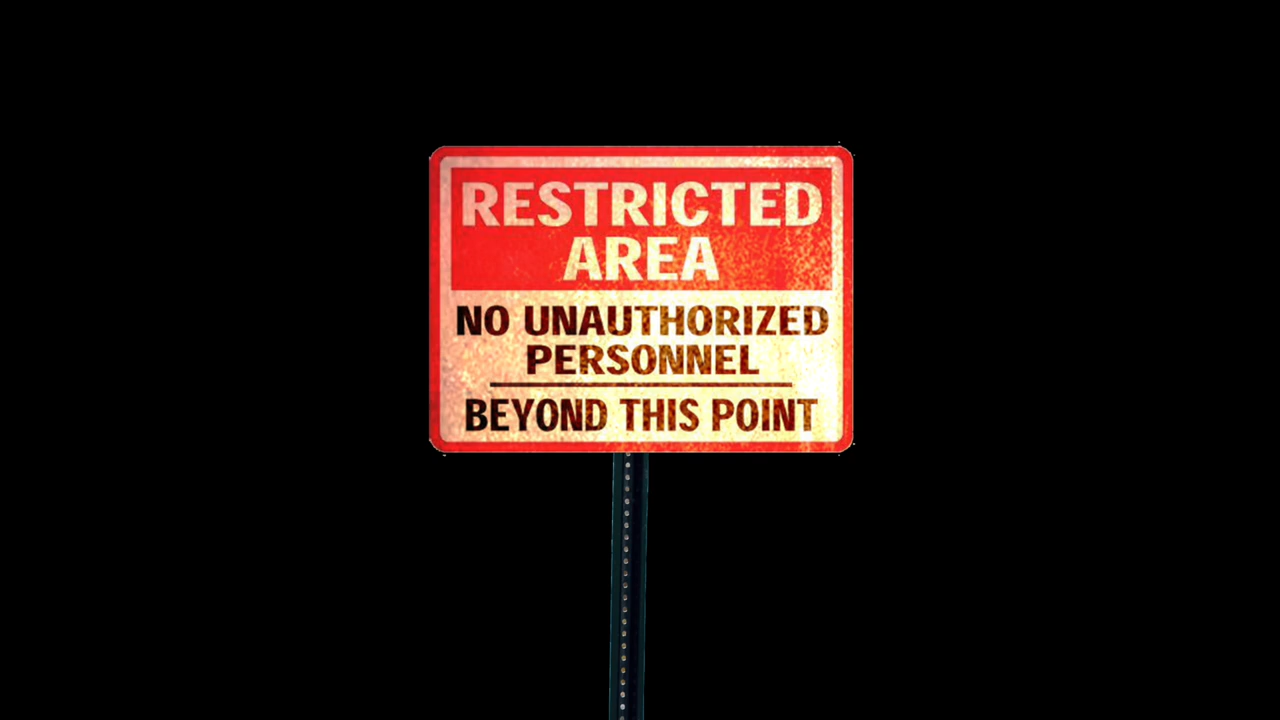 RESTRICTED
AREA
NO UNAUTHORIZED
PERSONNEL
BEYOND THIS POINT